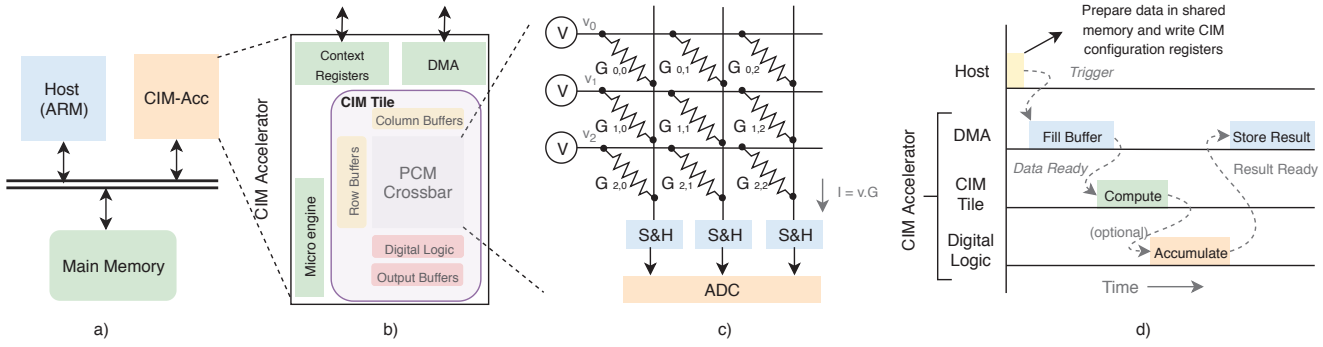 Host
(ARM)
CIM-Acc
Main Memory
a)
CIM Accelerator
Context
Registers
DMA
CIM Tile
Column Buffers
Row Buffers
PCM
Crossbar
Micro engine
Digital Logic
Output Buffers
b)
V
v0
G 0,0
G 0,1
G 0,2
V
v1
G 1,0
G 1,1
G 1,2
V
v2
G 2,0
G 2,1
G 2,2
I = v.G
S&H
S&H
S&H
ADC
c)
Prepare data in shared
memory and write CIM
configuration registers
Host
Trigger
CIM Accelerator
DMA
Fill Buffer
Store Result
Data Ready
Result Ready
CIM
Tile
Compute
(optional)
Digital
Logic
Accumulate
Time
d)